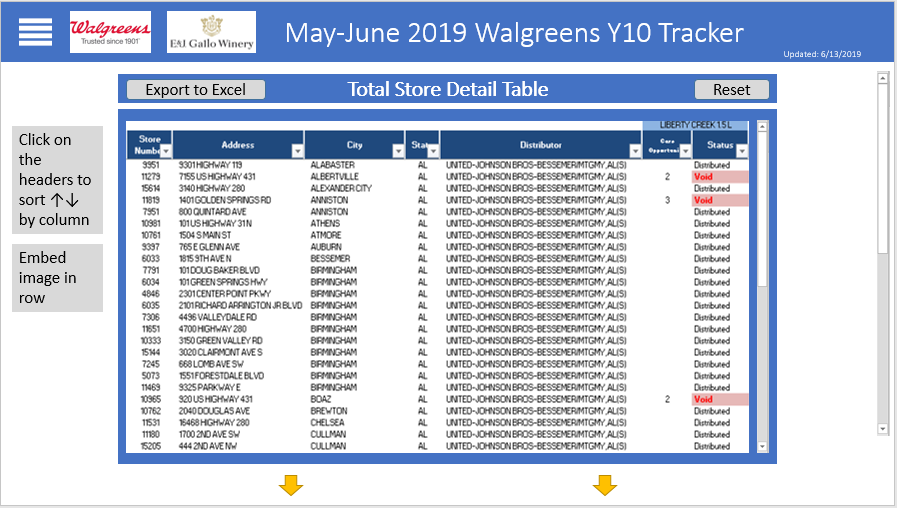 Walgreens
Trusted since 1901
E.&J. Gallo Winery
May-June 2019 Walgreens Y10 Tracker
Updated: 6/13/2019
Export to Excel
Total Store Detail Table
Reset
Click on
the
headers to
sort ↑↓
by column
Embed
image in
row
LIBERTY CREEK 1.5 L
Store Number Address City State Distributor Case Opportunity Status
9951 9301 HIGHWAY 119 ALABASTER AL UNITED-JOHNSON BROS-BESSEMER/MTGMY,AL(S) Distributed
11279 7155 US HIGHWAY 431 ALBERTVILLE AL UNITED-JOHNSON BROS-BESSEMER/MTGMY,AL(S) 2 Void
15614 3140 HIGHWAY 280 ALEXANDER CITY AL UNITED-JOHNSON BROS-BESSEMER/MTGMY,AL(S) Distributed
11819 1401 GOLDEN SPRINGS RD ANNISTON AL UNITED-JOHNSON BROS-BESSEMER/MTGMY,AL(S) 3 Void
7951 800 QUINTARD AVE ANNISTON AL UNITED-JOHNSON BROS-BESSEMER/MTGMY,AL(S) Distributed
10981 101 US HIGHWAY 31N ATHENS AL UNITED-JOHNSON BROS-BESSEMER/MTGMY,AL(S) Distributed
10761 1504 S MAIN ST ATMORE AL UNITED-JOHNSON BROS-BESSEMER/MTGMY,AL(S) Distributed
9397 765 E GLENN AVE AUBURN AL UNITED-JOHNSON BROS-BESSEMER/MTGMY,AL(S) Distributed
6033 1815 9TH AVE N BESSEMER AL UNITED-JOHNSON BROS-BESSEMER/MTGMY,AL(S) Distributed
7791 101 DOUG BAKER BLVD BIRMINGHAM AL UNITED-JOHNSON BROS-BESSEMER/MTGMY,AL(S) Distributed
6034 101 GREEN SPRINGS HWY BIRMINGHAM AL UNITED-JOHNSON BROS-BESSEMER/MTGMY,AL(S) Distributed
4846 2301 CENTER POINT PKWY BIRMINGHAM AL UNITED-JOHNSON BROS-BESSEMER/MTGMY,AL(S) Distributed
6035 2101 RICHARD ARRINGTON JR BLVD BIRMINGHAM AL UNITED-JOHNSON BROS-BESSEMER/MTGMY,AL(S) Distributed
7306 4496 VALLEYDALE RD BIRMINGHAM AL UNITED-JOHNSON BROS-BESSEMER/MTGMY,AL(S) Distributed
11651 4700 HIGHWAY 280 BIRMINGHAM AL UNITED-JOHNSON BROS-BESSEMER/MTGMY,AL(S) Distributed
10333 3150 GREEN VALLEY RD BIRMINGHAM AL UNITED-JOHNSON BROS-BESSEMER/MTGMY,AL(S) Distributed
15144 3020 CLAIRMONT AVE S BIRMINGHAM AL UNITED-JOHNSON BROS-BESSEMER/MTGMY,AL(S) Distributed
7245 668 LOMB AVE SW BIRMINGHAM AL UNITED-JOHNSON BROS-BESSEMER/MTGMY,AL(S) Distributed
5073 1551 FORESTDALE BLVD BIRMINGHAM AL UNITED-JOHNSON BROS-BESSEMER/MTGMY,AL(S) Distributed
11469 9325 PARKWAY E BIRMINGHAM AL UNITED-JOHNSON BROS-BESSEMER/MTGMY,AL(S) Distributed
10965 920 US HIGHWAY 431 BOAZ AL UNITED-JOHNSON BROS-BESSEMER/MTGMY,AL(S) 2 Void
10762 2040 DOUGLAS AVE BREWTON AL UNITED-JOHNSON BROS-BESSEMER/MTGMY,AL(S) Distributed
11531 16468 HIGHWAY 280 CHELSEA AL UNITED-JOHNSON BROS-BESSEMER/MTGMY,AL(S) Distributed
11180 1700 2ND AVE SW CULLMAN AL UNITED-JOHNSON BROS-BESSEMER/MTGMY,AL(S) Distributed
15205 444 2ND AVE NW CULLMAN AL UNITED-JOHNSON BROS-BESSEMER/MTGMY,AL(S) Distributed